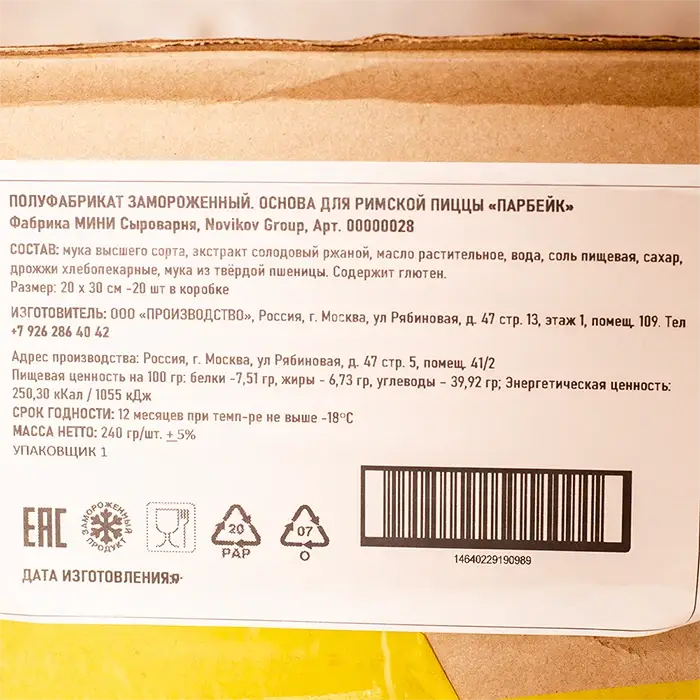 ПОЛУФАБРИКАТ ЗАМОРОЖЕННЫЙ. ОСНОВА ДЛЯ РИМСКОЙ ПИЦЦЫ «ПАРБЕЙК»
Фабрика МИНИ Сыроварня, Novikov Group, Арт. 00000028
СОСТАВ: мука высшего сорта, экстракт солодовый ржаной, масло растительное, вода, соль пищевая, сахар,
дрожжи хлебопекарные, мука из твёрдой пшеницы. Содержит глютен.
Размер: 20 х 30 см -20 шт в коробке
ИЗГОТОВИТЕЛЬ: ООО «ПРОИЗВОДСТВО», Россия, г. Москва, ул Рябиновая, д. 47 стр. 13, этаж 1, помещ. 109. Тел
+7 926 286 40 42
Адрес производства: Россия, г. Москва, ул Рябиновая, д. 47 стр. 5, помещ. 41/2
Пищевая ценность на 100 гр: белки -7,51 гр, жиры - 6,73 гр, углеводы - 39,92 гр; Энергетическая ценность:
250,30 кКал / 1055 кДж
СРОК ГОДНОСТИ: 12 месяцев при темп-ре не выше -18°С
МАССА НЕТТО: 240 гр/шт. ± 5%
УПАКОВЩИК 1
ЕАС
ЗАМОРОЖЕННЫЙ ПРОДУКТ
20
PAP
07
O
14640229190989
ДАТА ИЗГОТОВЛЕНИЯ: